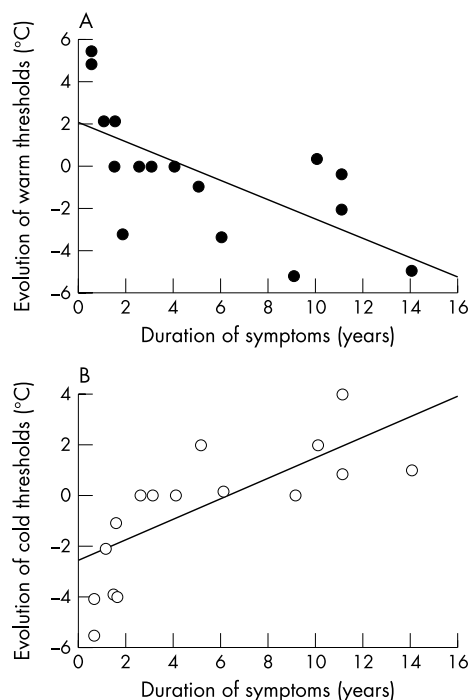 A
6
4
2
0
−2
−4
−6
Evolution of warm thresholds (°C)
0 2 4 6 8 10 12 14 16
Duration of symptoms (years)
B
4
2
0
−2
−4
−6
Evolution of cold thresholds (°C)
0 2 4 6 8 10 12 14 16
Duration of symptoms (years)